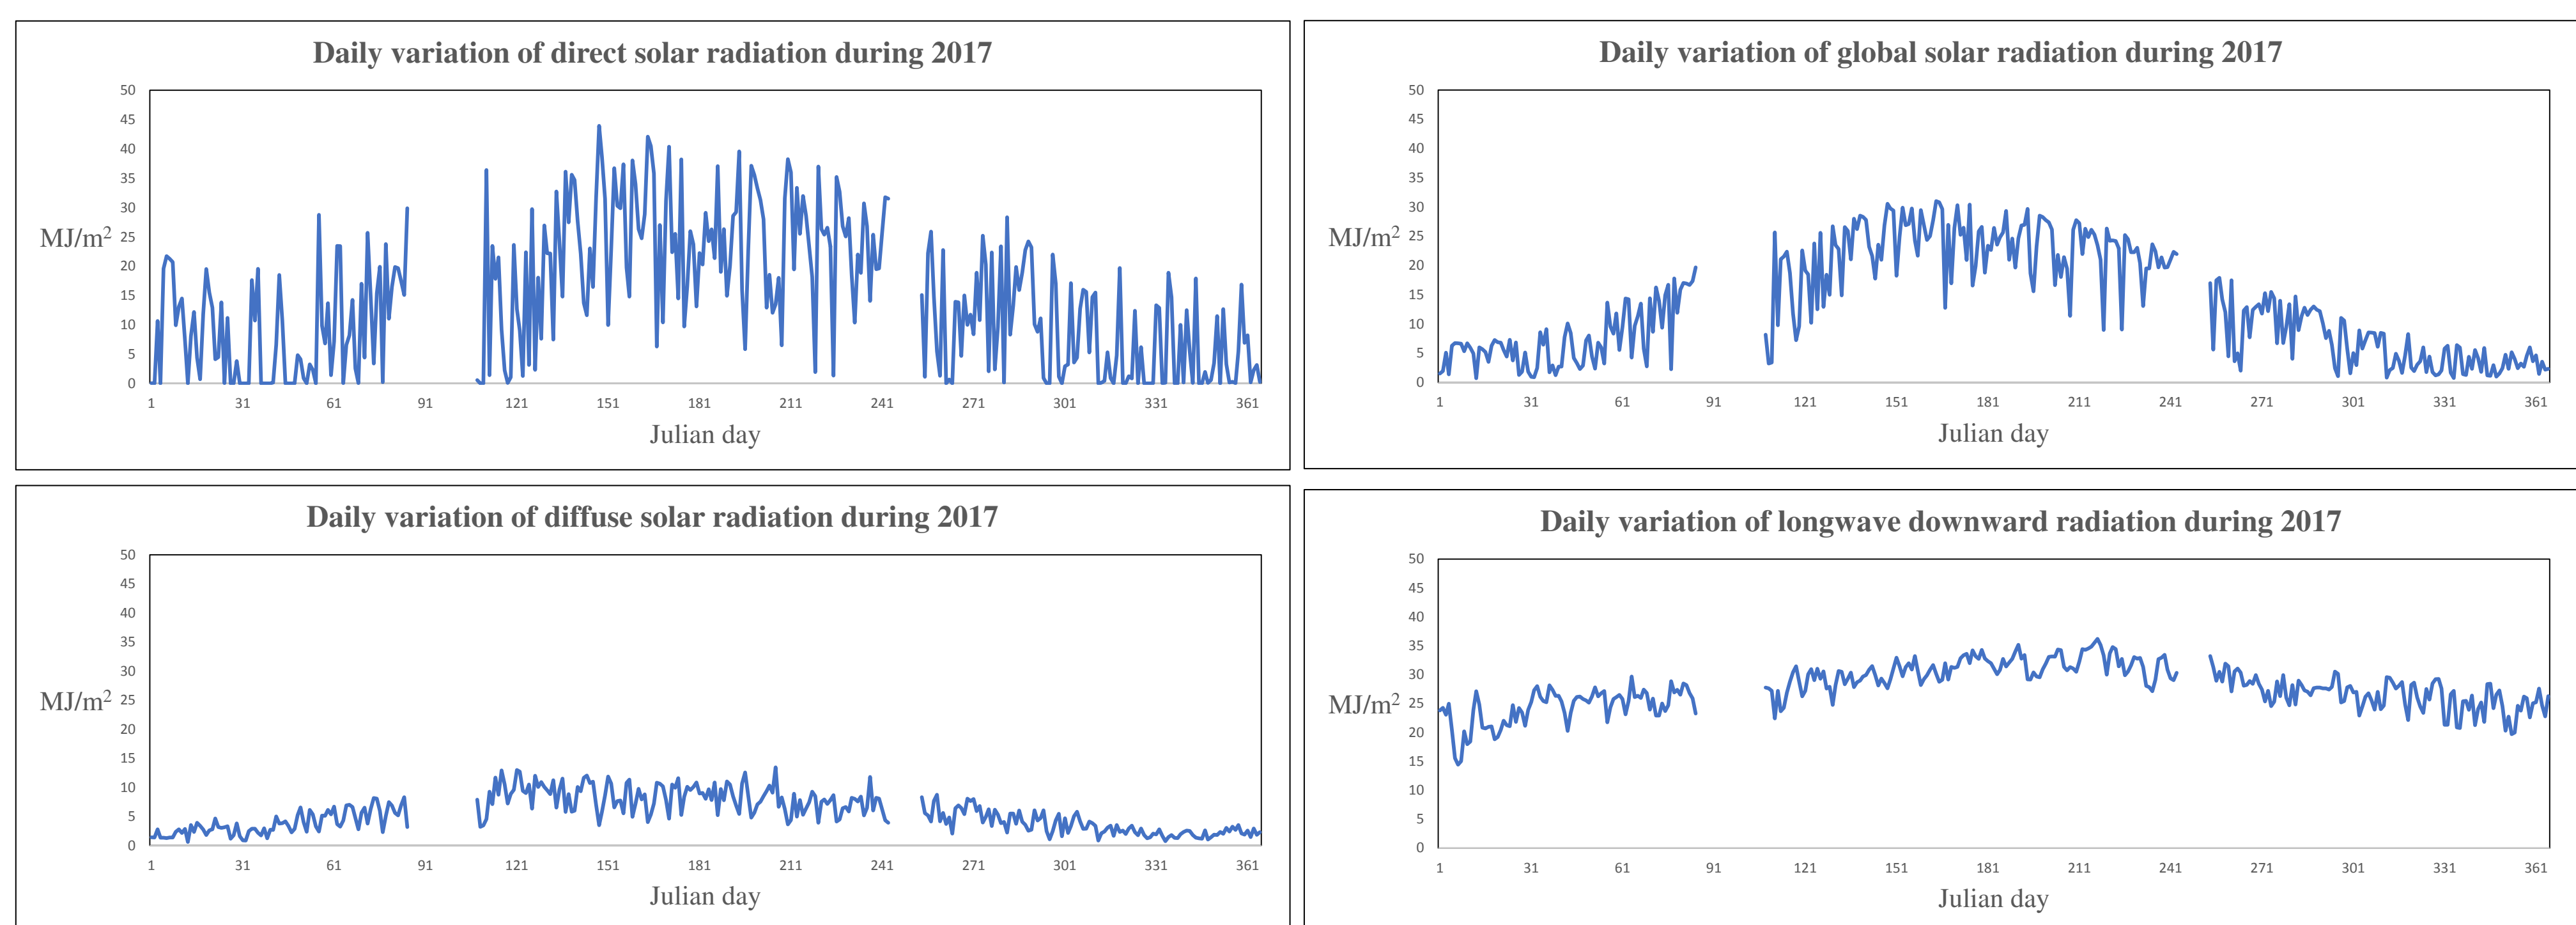 Daily variation of direct solar radiation during 2017
50
45
40
35
30
25
20
15
10
5
0
MJ/m²
1 31 61 91 121 151 181 211 241 271 301 331 361
Julian day
Daily variation of global solar radiation during 2017
50
45
40
35
30
25
20
15
10
5
0
MJ/m²
1 31 61 91 121 151 181 211 241 271 301 331 361
Julian day
Daily variation of diffuse solar radiation during 2017
50
45
40
35
30
25
20
15
10
5
0
MJ/m²
1 31 61 91 121 151 181 211 241 271 301 331 361
Julian day
Daily variation of longwave downward radiation during 2017
50
45
40
35
30
25
20
15
10
5
0
MJ/m²
1 31 61 91 121 151 181 211 241 271 301 331 361
Julian day